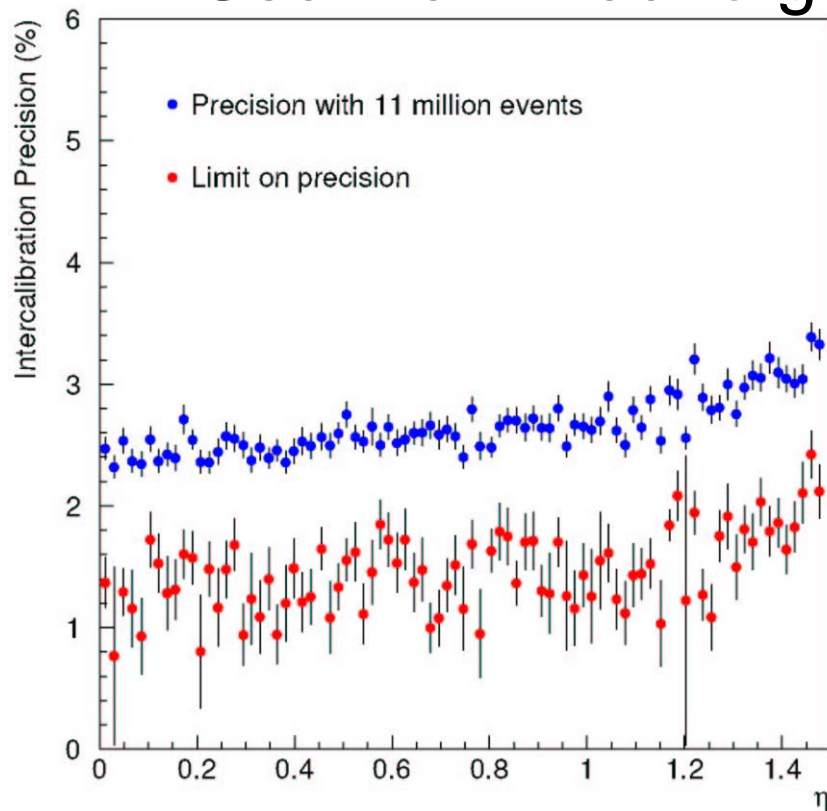 6
Intercalibration Precision (%)
Precision with 11 million events
5
Limit on precision
4
3
2
1
0
0 0.2 0.4 0.6 0.8 1 1.2 1.4
η